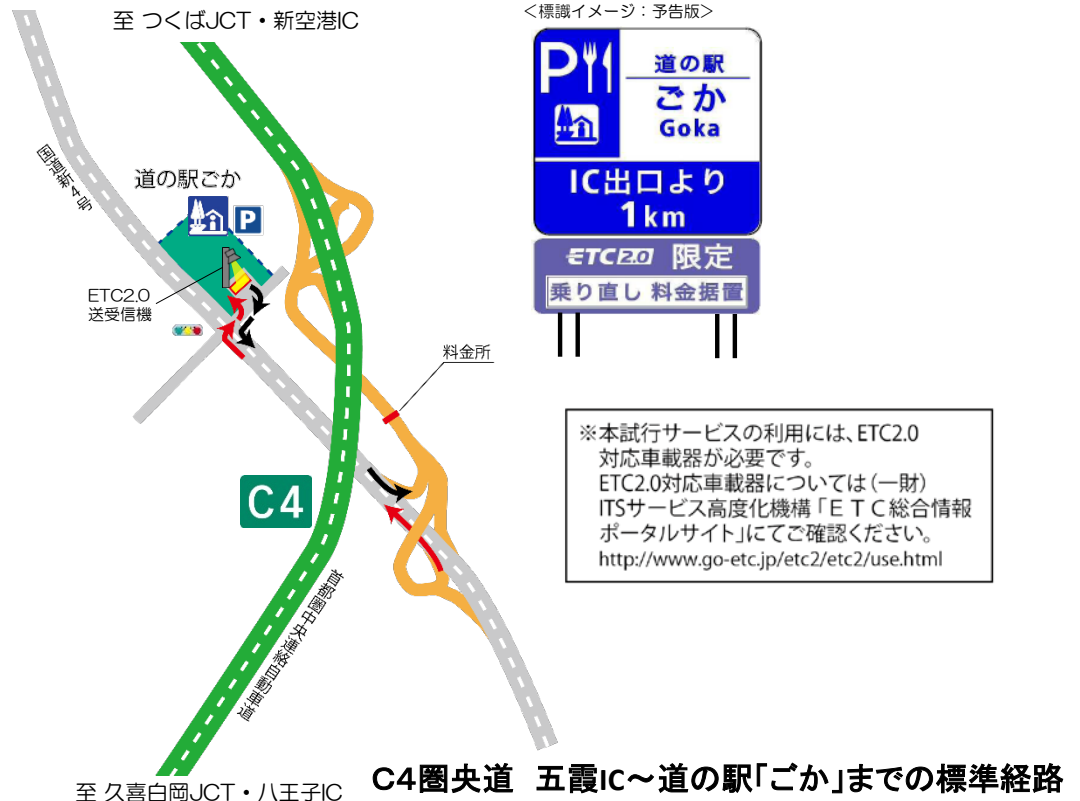 至 つくばJCT・新空港IC
＜標識イメージ：予告版＞
P
道の駅
ごか
Goka
IC出口より
1km
ETC2.0 限定
乗り直し 料金据置
国道新4号
道の駅ごか
P
ETC2.0
送受信機
料金所
※本試行サービスの利用には、ETC2.0
対応車載器が必要です。
ETC2.0対応車載器については（一財）
ITSサービス高度化機構「ＥＴＣ総合情報
ポータルサイト」にてご確認ください。
http://www.go-etc.jp/etc2/etc2/use.html
C4
首都圏中央連絡自動車道
至 久喜白岡JCT・八王子IC
C4圏央道　五霞IC～道の駅「ごか」までの標準経路